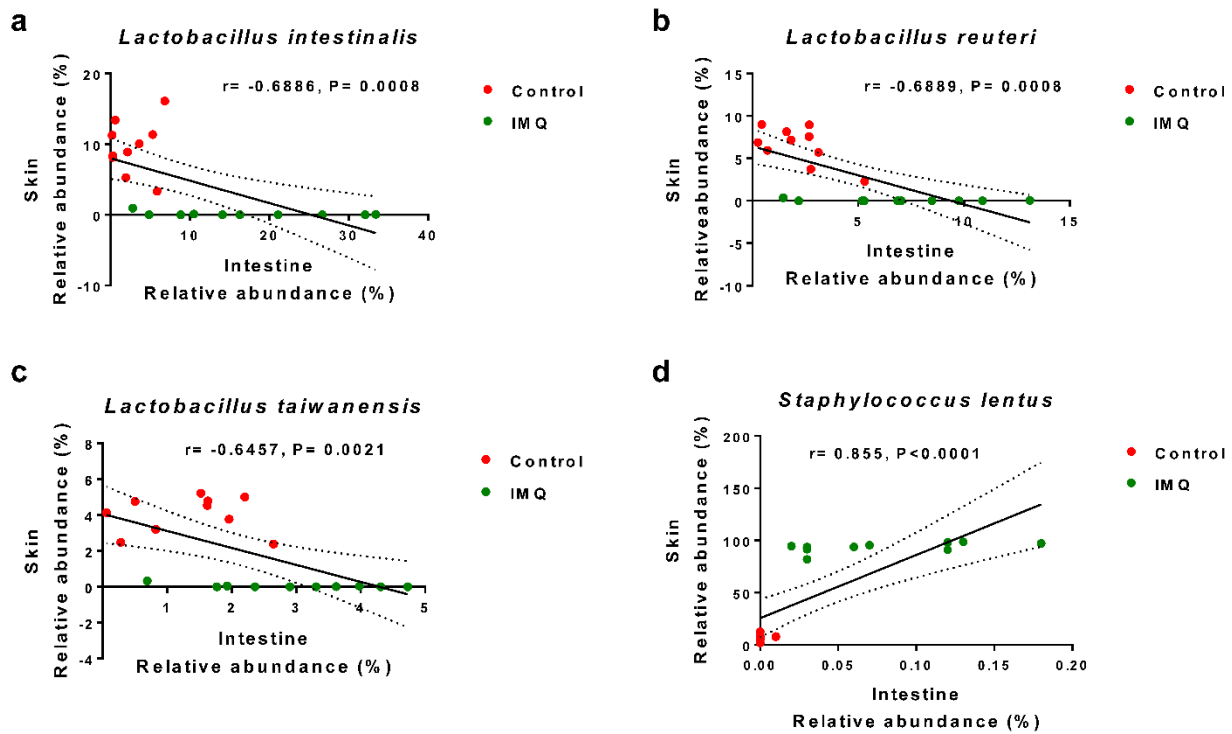 a
Lactobacillus intestinalis
r= -0.6886, P= 0.0008
Control
IMQ
Skin
Relative abundance (%)
20
10
0
-10
10
20
30
40
Intestine
Relative abundance (%)
b
Lactobacillus reuteri
r= -0.6889, P= 0.0008
Control
IMQ
Skin
Relativeabundance (%)
15
10
5
0
-5
-10
5
10
15
Intestine
Relative abundance (%)
c
Lactobacillus taiwanensis
r= -0.6457, P= 0.0021
Control
IMQ
Skin
Relative abundance (%)
8
6
4
2
0
-2
-4
1
2
3
4
5
Intestine
Relative abundance (%)
d
Staphylococcus lentus
r= 0.855, P<0.0001
Control
IMQ
Skin
Relative abundance (%)
200
150
100
50
0
0.00
0.05
0.10
0.15
0.20
Intestine
Relative abundance (%)